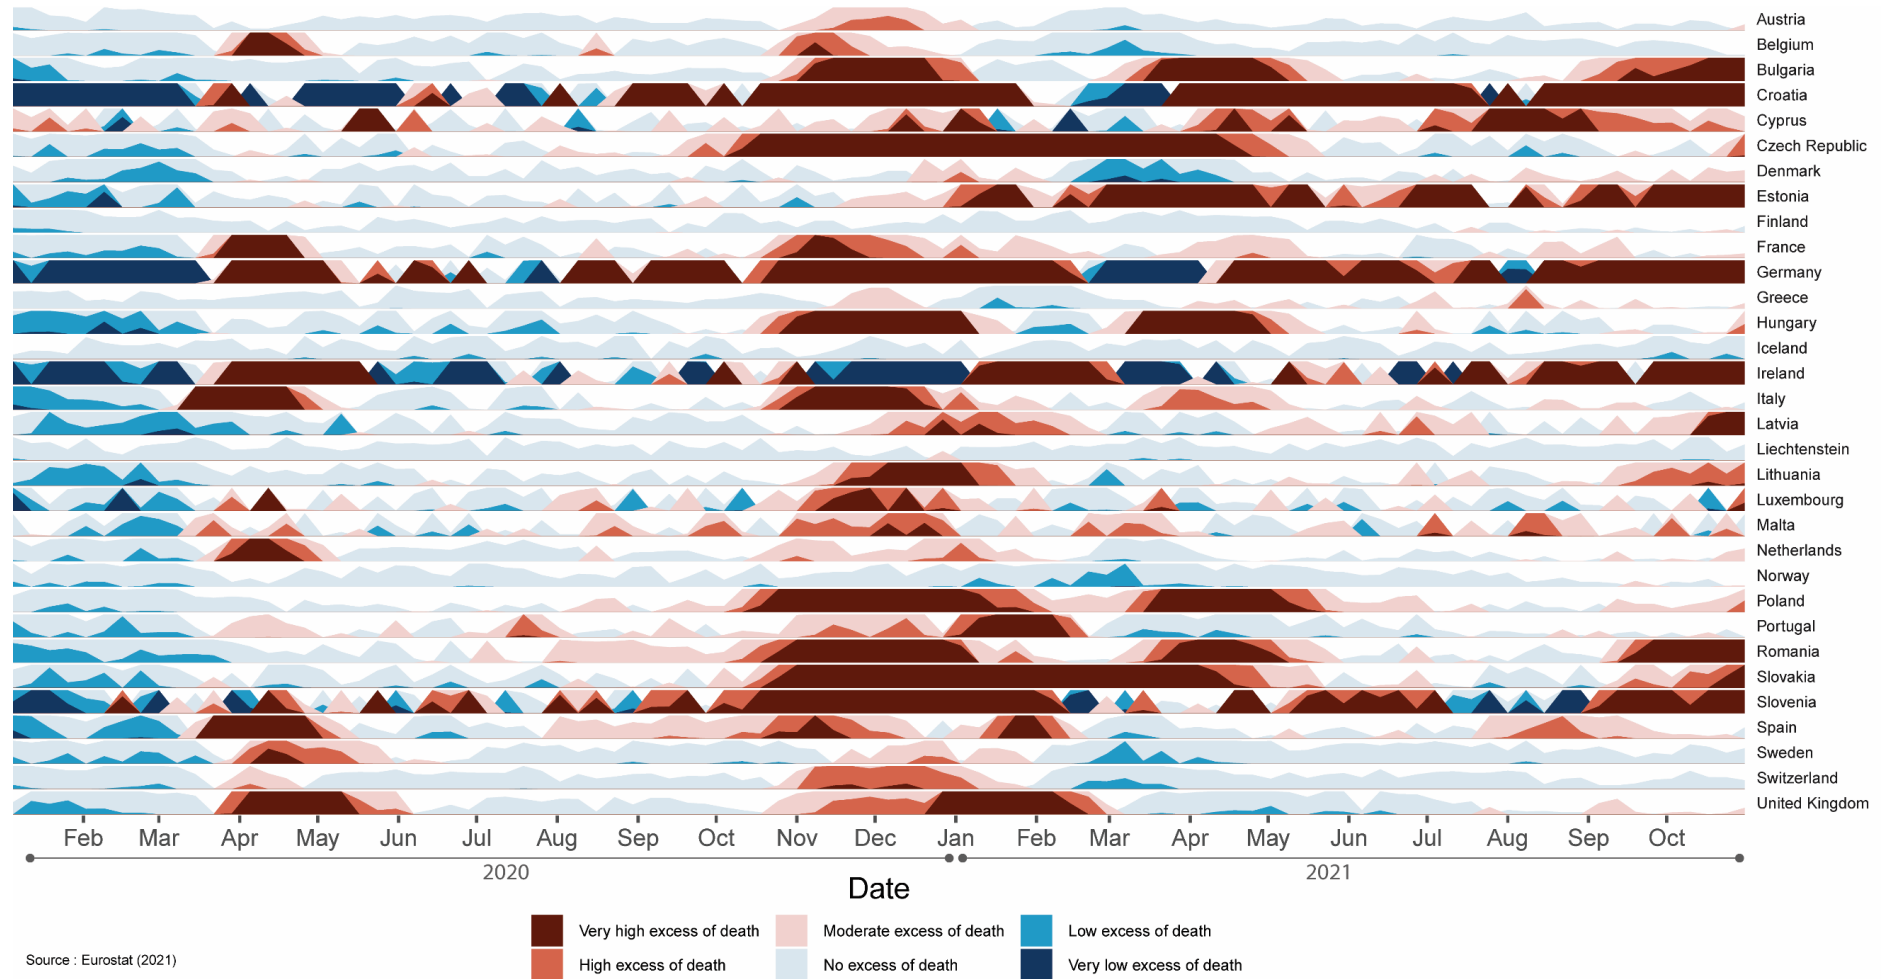 Austria
Belgium
Bulgaria
Croatia
Cyprus
Czech Republic
Denmark
Estonia
Finland
France
Germany
Greece
Hungary
Iceland
Ireland
Italy
Latvia
Liechtenstein
Lithuania
Luxembourg
Malta
Netherlands
Norway
Poland
Portugal
Romania
Slovakia
Slovenia
Spain
Sweden
Switzerland
United Kingdom
Feb Mar Apr May Jun Jul Aug Sep Oct Nov Dec Jan Feb Mar Apr May Jun Jul Aug Sep Oct
2020 2021
Date
Very high excess of death Moderate excess of death Low excess of death
High excess of death No excess of death Very low excess of death
Source : Eurostat (2021)